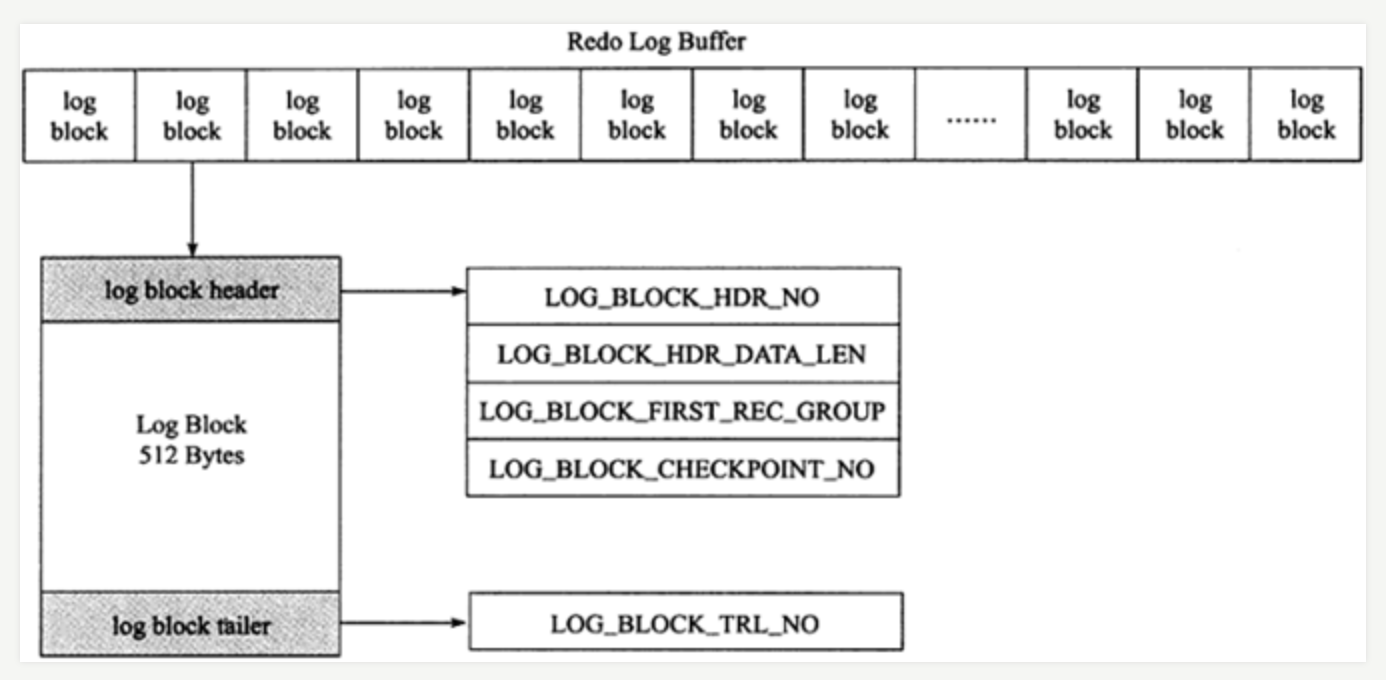 Redo Log Buffer
log log log log log log log log log log log
block block block block block block block block ...... block block block
log block header
LOG_BLOCK_HDR_NO
LOG_BLOCK_HDR_DATA_LEN
LOG_BLOCK_FIRST_REC_GROUP
LOG_BLOCK_CHECKPOINT_NO
Log Block
512 Bytes
log block tailer
LOG_BLOCK_TRL_NO